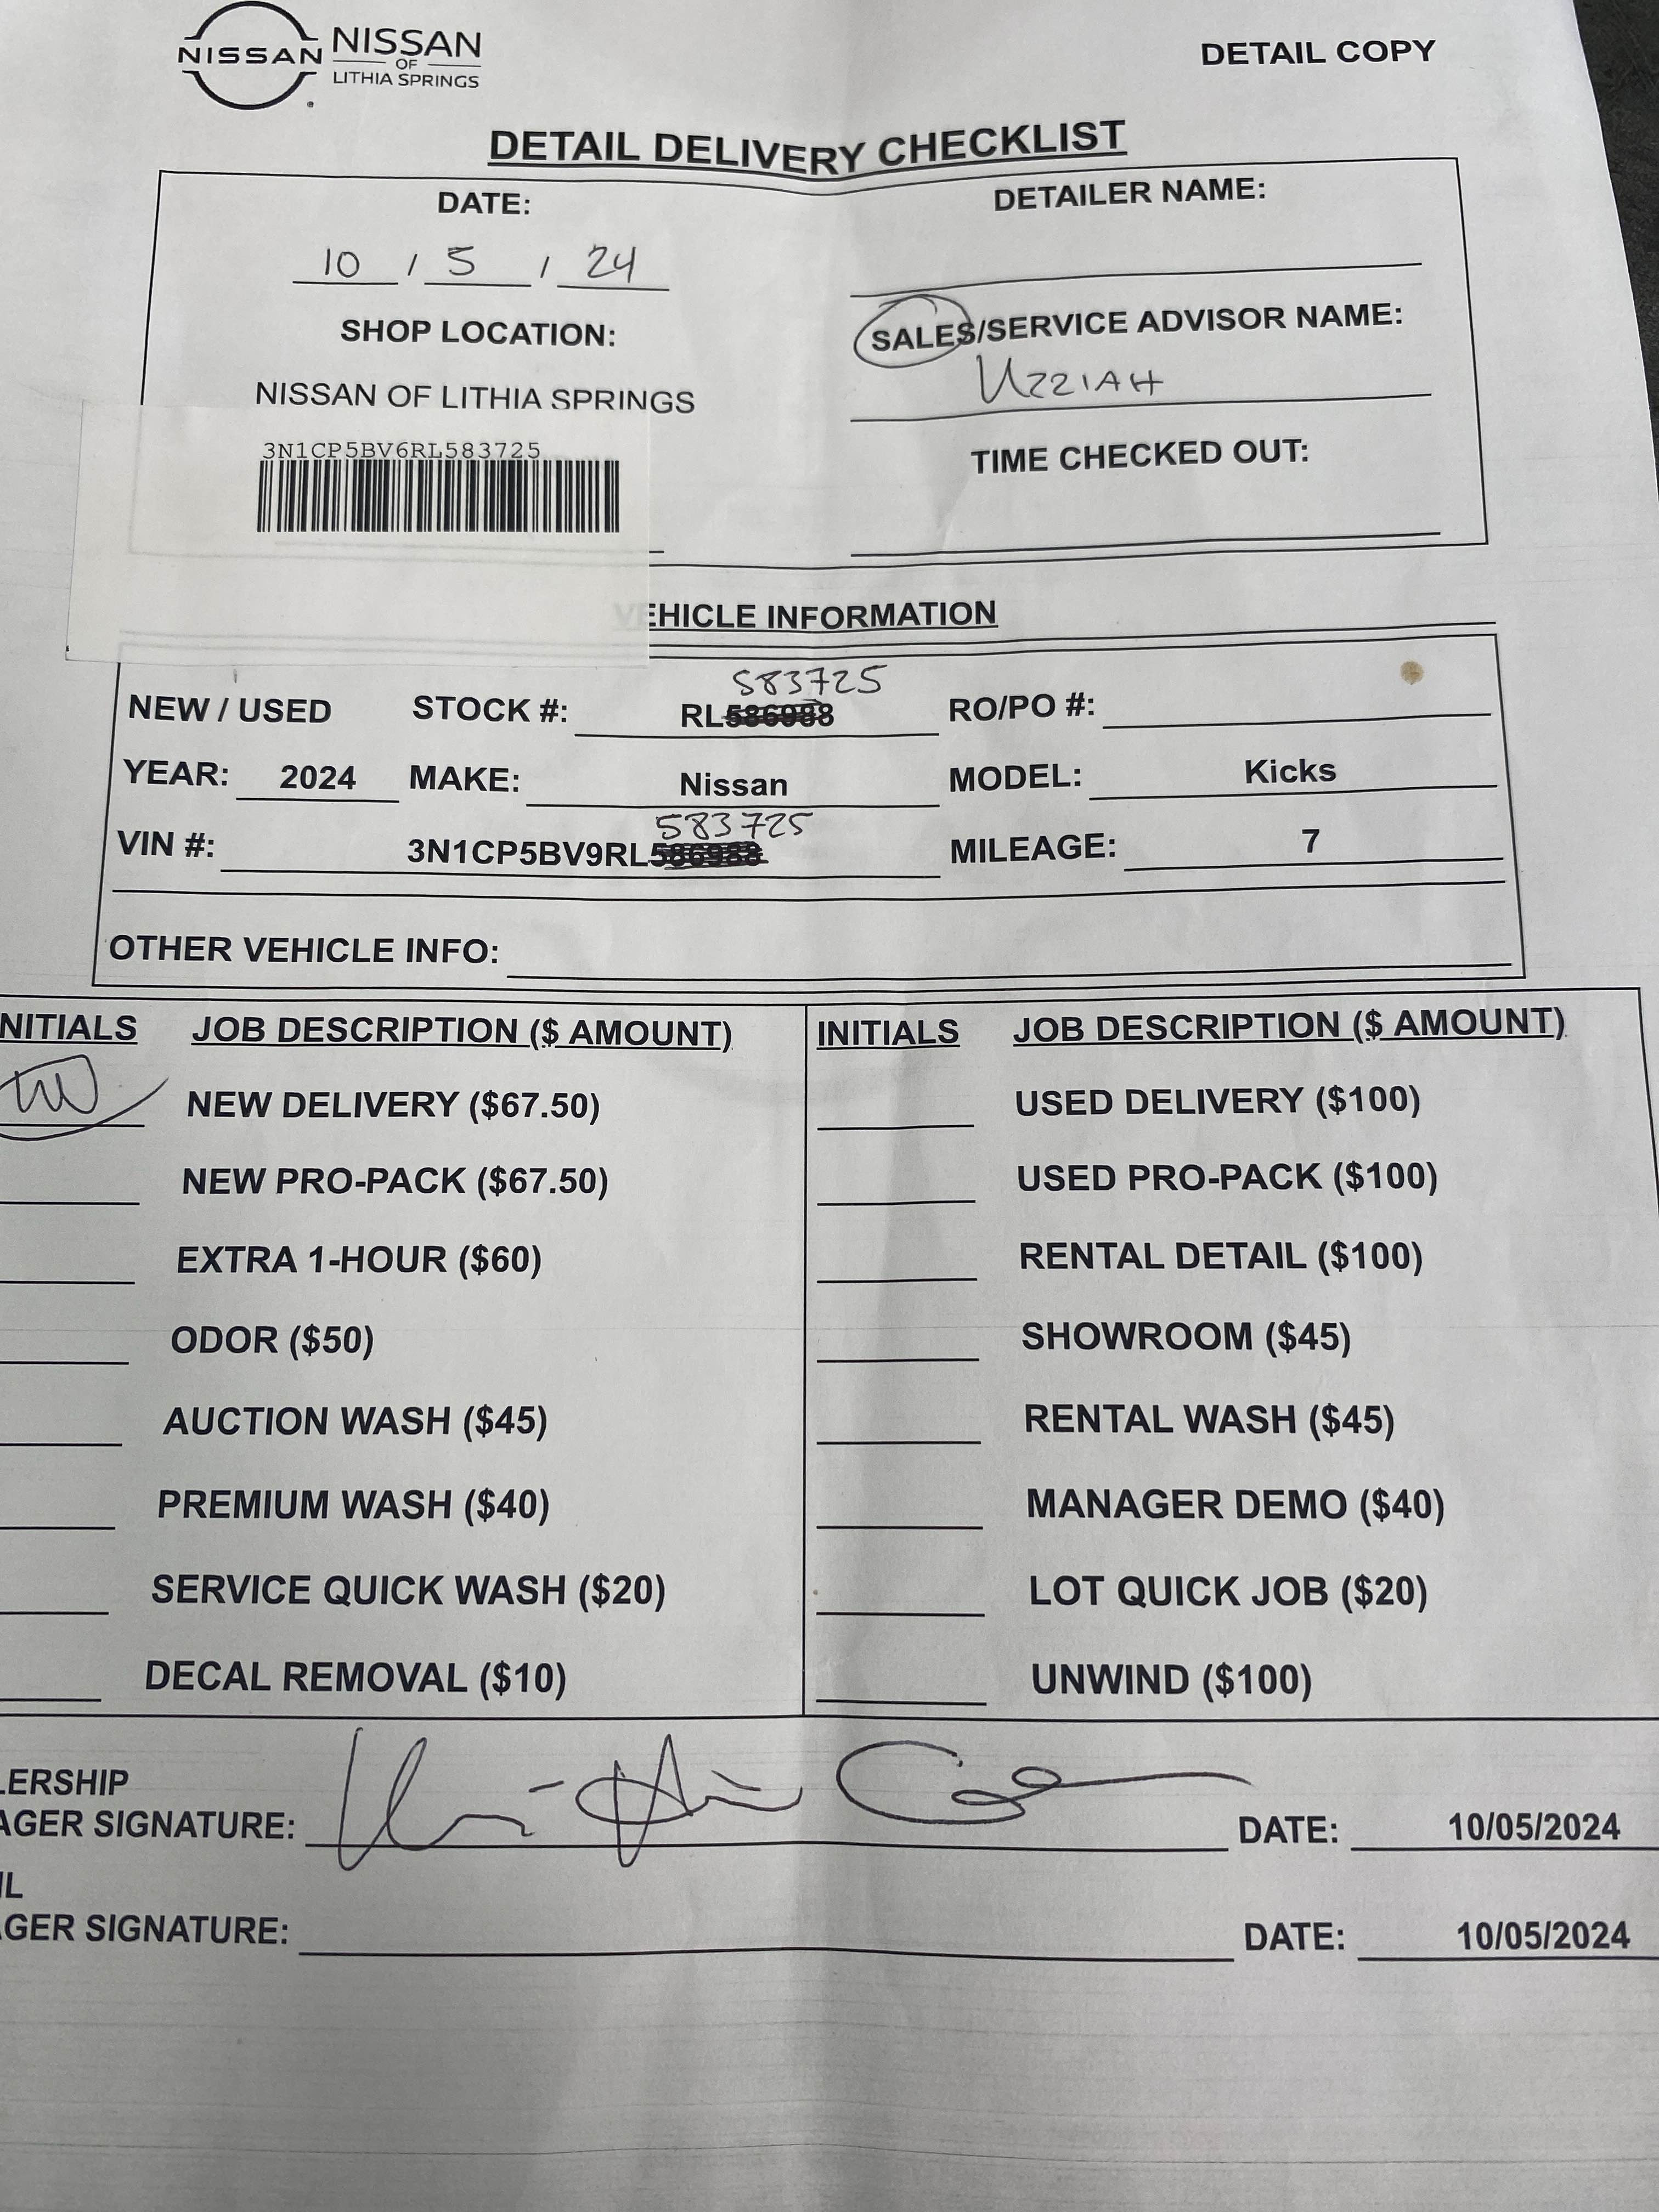 NISSAN NISSAN
OF
LITHIA SPRINGS
DETAIL COPY
DETAIL DELIVERY CHECKLIST
DATE:
10 / 5 / 24
SHOP LOCATION:
NISSAN OF LITHIA SPRINGS
3N1CP5BV6RL583725
DETAILER NAME:
SALES/SERVICE ADVISOR NAME:
UZZIAH
TIME CHECKED OUT:
VEHICLE INFORMATION
583725
NEW / USED STOCK #: RL586988 RO/PO #:
YEAR: 2024 MAKE: Nissan MODEL: Kicks
583725
VIN #: 3N1CP5BV9RL586988 MILEAGE: 7
OTHER VEHICLE INFO:
NITIALS JOB DESCRIPTION ($ AMOUNT)
NEW DELIVERY ($67.50)
NEW PRO-PACK ($67.50)
EXTRA 1-HOUR ($60)
ODOR ($50)
AUCTION WASH ($45)
PREMIUM WASH ($40)
SERVICE QUICK WASH ($20)
DECAL REMOVAL ($10)
INITIALS JOB DESCRIPTION ($ AMOUNT)
USED DELIVERY ($100)
USED PRO-PACK ($100)
RENTAL DETAIL ($100)
SHOWROOM ($45)
RENTAL WASH ($45)
MANAGER DEMO ($40)
LOT QUICK JOB ($20)
UNWIND ($100)
LERSHIP
AGER SIGNATURE: DATE: 10/05/2024
IL
GER SIGNATURE: DATE: 10/05/2024